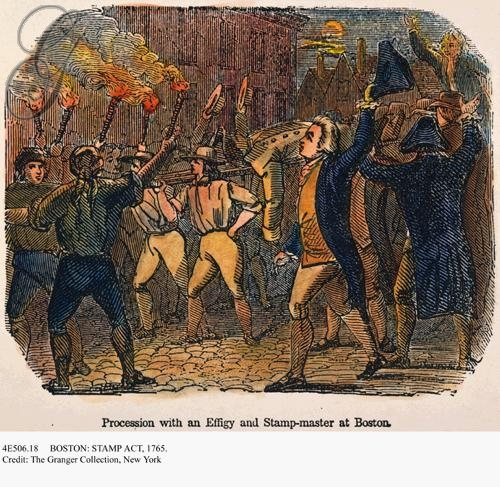 Procession with an Effigy and Stamp-master at Boston.
4E506.18 BOSTON: STAMP ACT, 1765.
Credit: The Granger Collection, New York